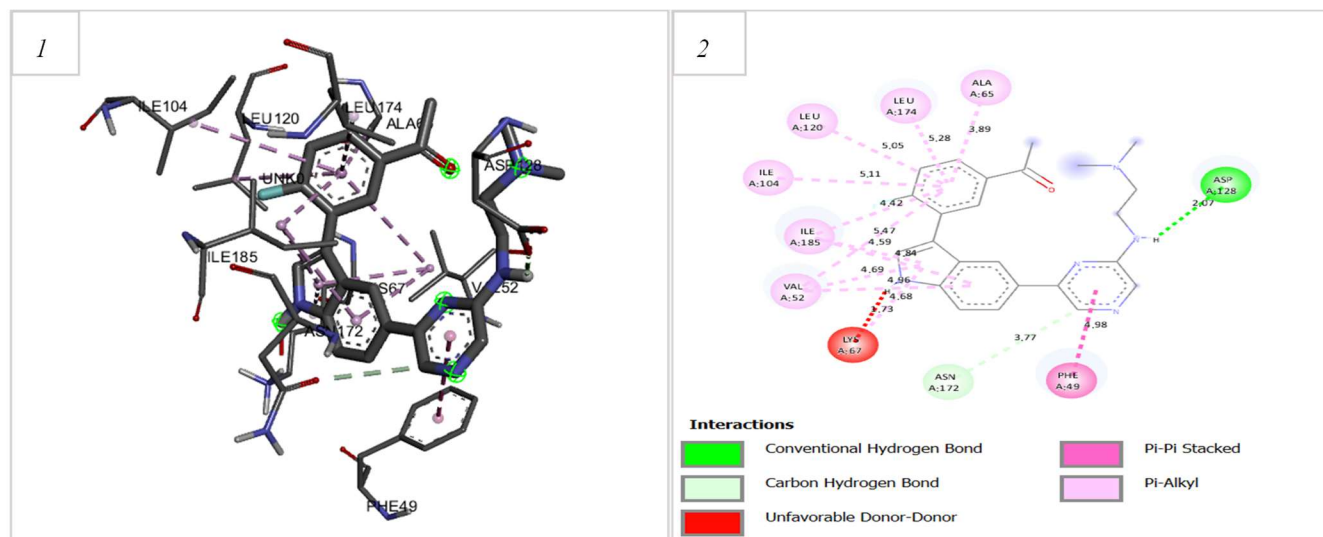 1
ILE104
LEU120
LEU174
ALA6
ASP128
UNK0
ILE185
S67
VAL52
ASN172
PHE49
2
ALA
A:65
LEU
A:174
LEU
A:120
ILE
A:104
ILE
A:185
VAL
A:52
LYS
A:67
ASN
A:172
PHE
A:49
ASP
A:128
3,89
5,28
5,05
5,11
4,42
5,47
4,59
4,84
4,69
4,96
4,68
1,73
3,77
4,98
2,07
O
N
N
H
N
N
H
Interactions
Conventional Hydrogen Bond
Pi-Pi Stacked
Carbon Hydrogen Bond
Pi-Alkyl
Unfavorable Donor-Donor